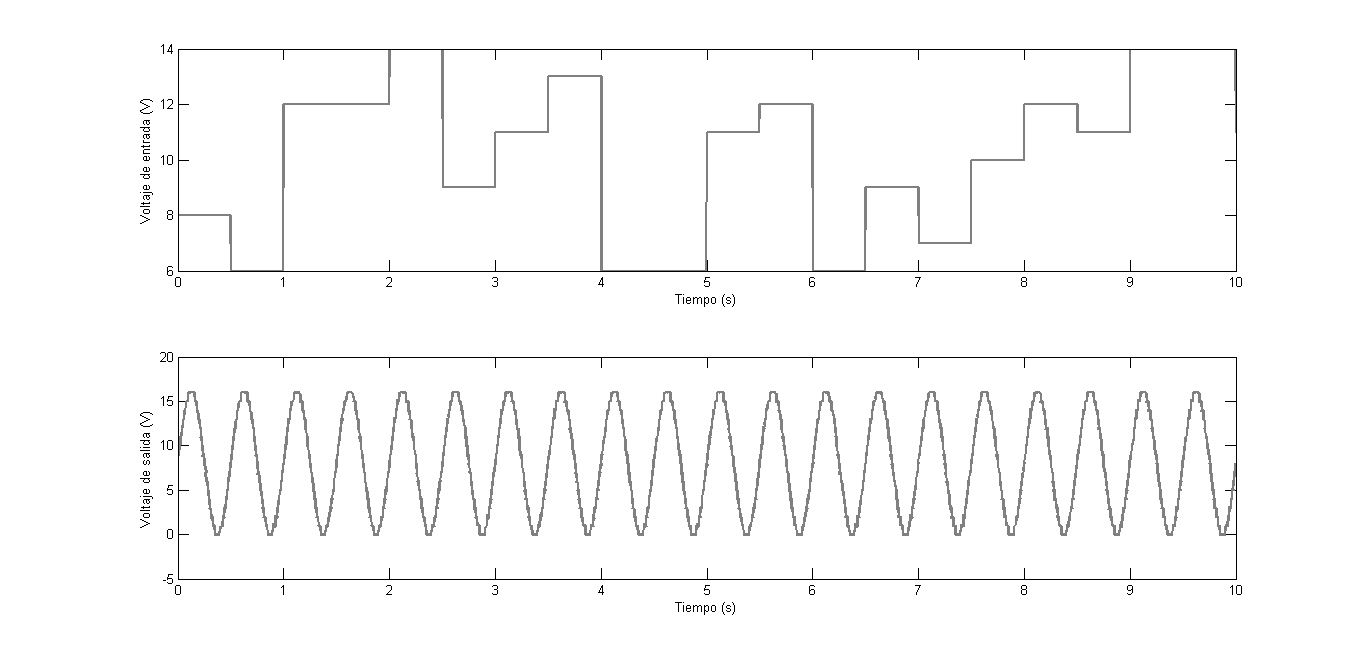 14
12
10
8
6
Voltaje de entrada (V)
0 1 2 3 4 5 6 7 8 9 10
Tiempo (s)
20
15
10
5
0
-5
Voltaje de salida (V)
0 1 2 3 4 5 6 7 8 9 10
Tiempo (s)